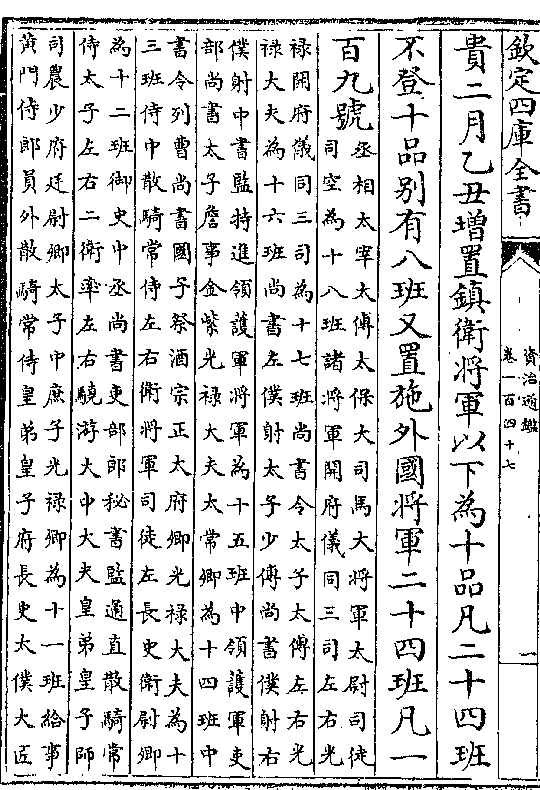 欽定四庫全書
資治通鑑
卷一百四十七
一
貴二月乙丑增置鎮衛將軍以下為十品凡二十四班
不登十品别有八班又置施外國將軍二十四班凡一
百九號
丞相太宰太傅太保大司馬大將軍太尉司徒
司空為十八班諸將軍開府儀同三司左右光
祿開府儀同三司為十七班尚書令太子太傅左右光
祿大夫為十六班尚書左僕射太子少傅尚書僕射右
僕射中書監特進領護軍將軍為十五班中領護軍吏
部尚書太子詹事金紫光祿大夫太常卿為十四班中
書令列曹尚書國子祭酒宗正太府卿光祿大夫為十
三班侍中散騎常侍左右衛將軍司徒左長史衛尉卿
為十二班御史中丞尚書吏部郎秘書監通直散騎常
侍太子左右二衛率左右驍游大中大夫皇弟皇子師
司農少府廷尉卿太子中庶子光祿卿為十一班給事
黄門侍郎員外散騎常侍皇弟皇子府長史太僕大匠